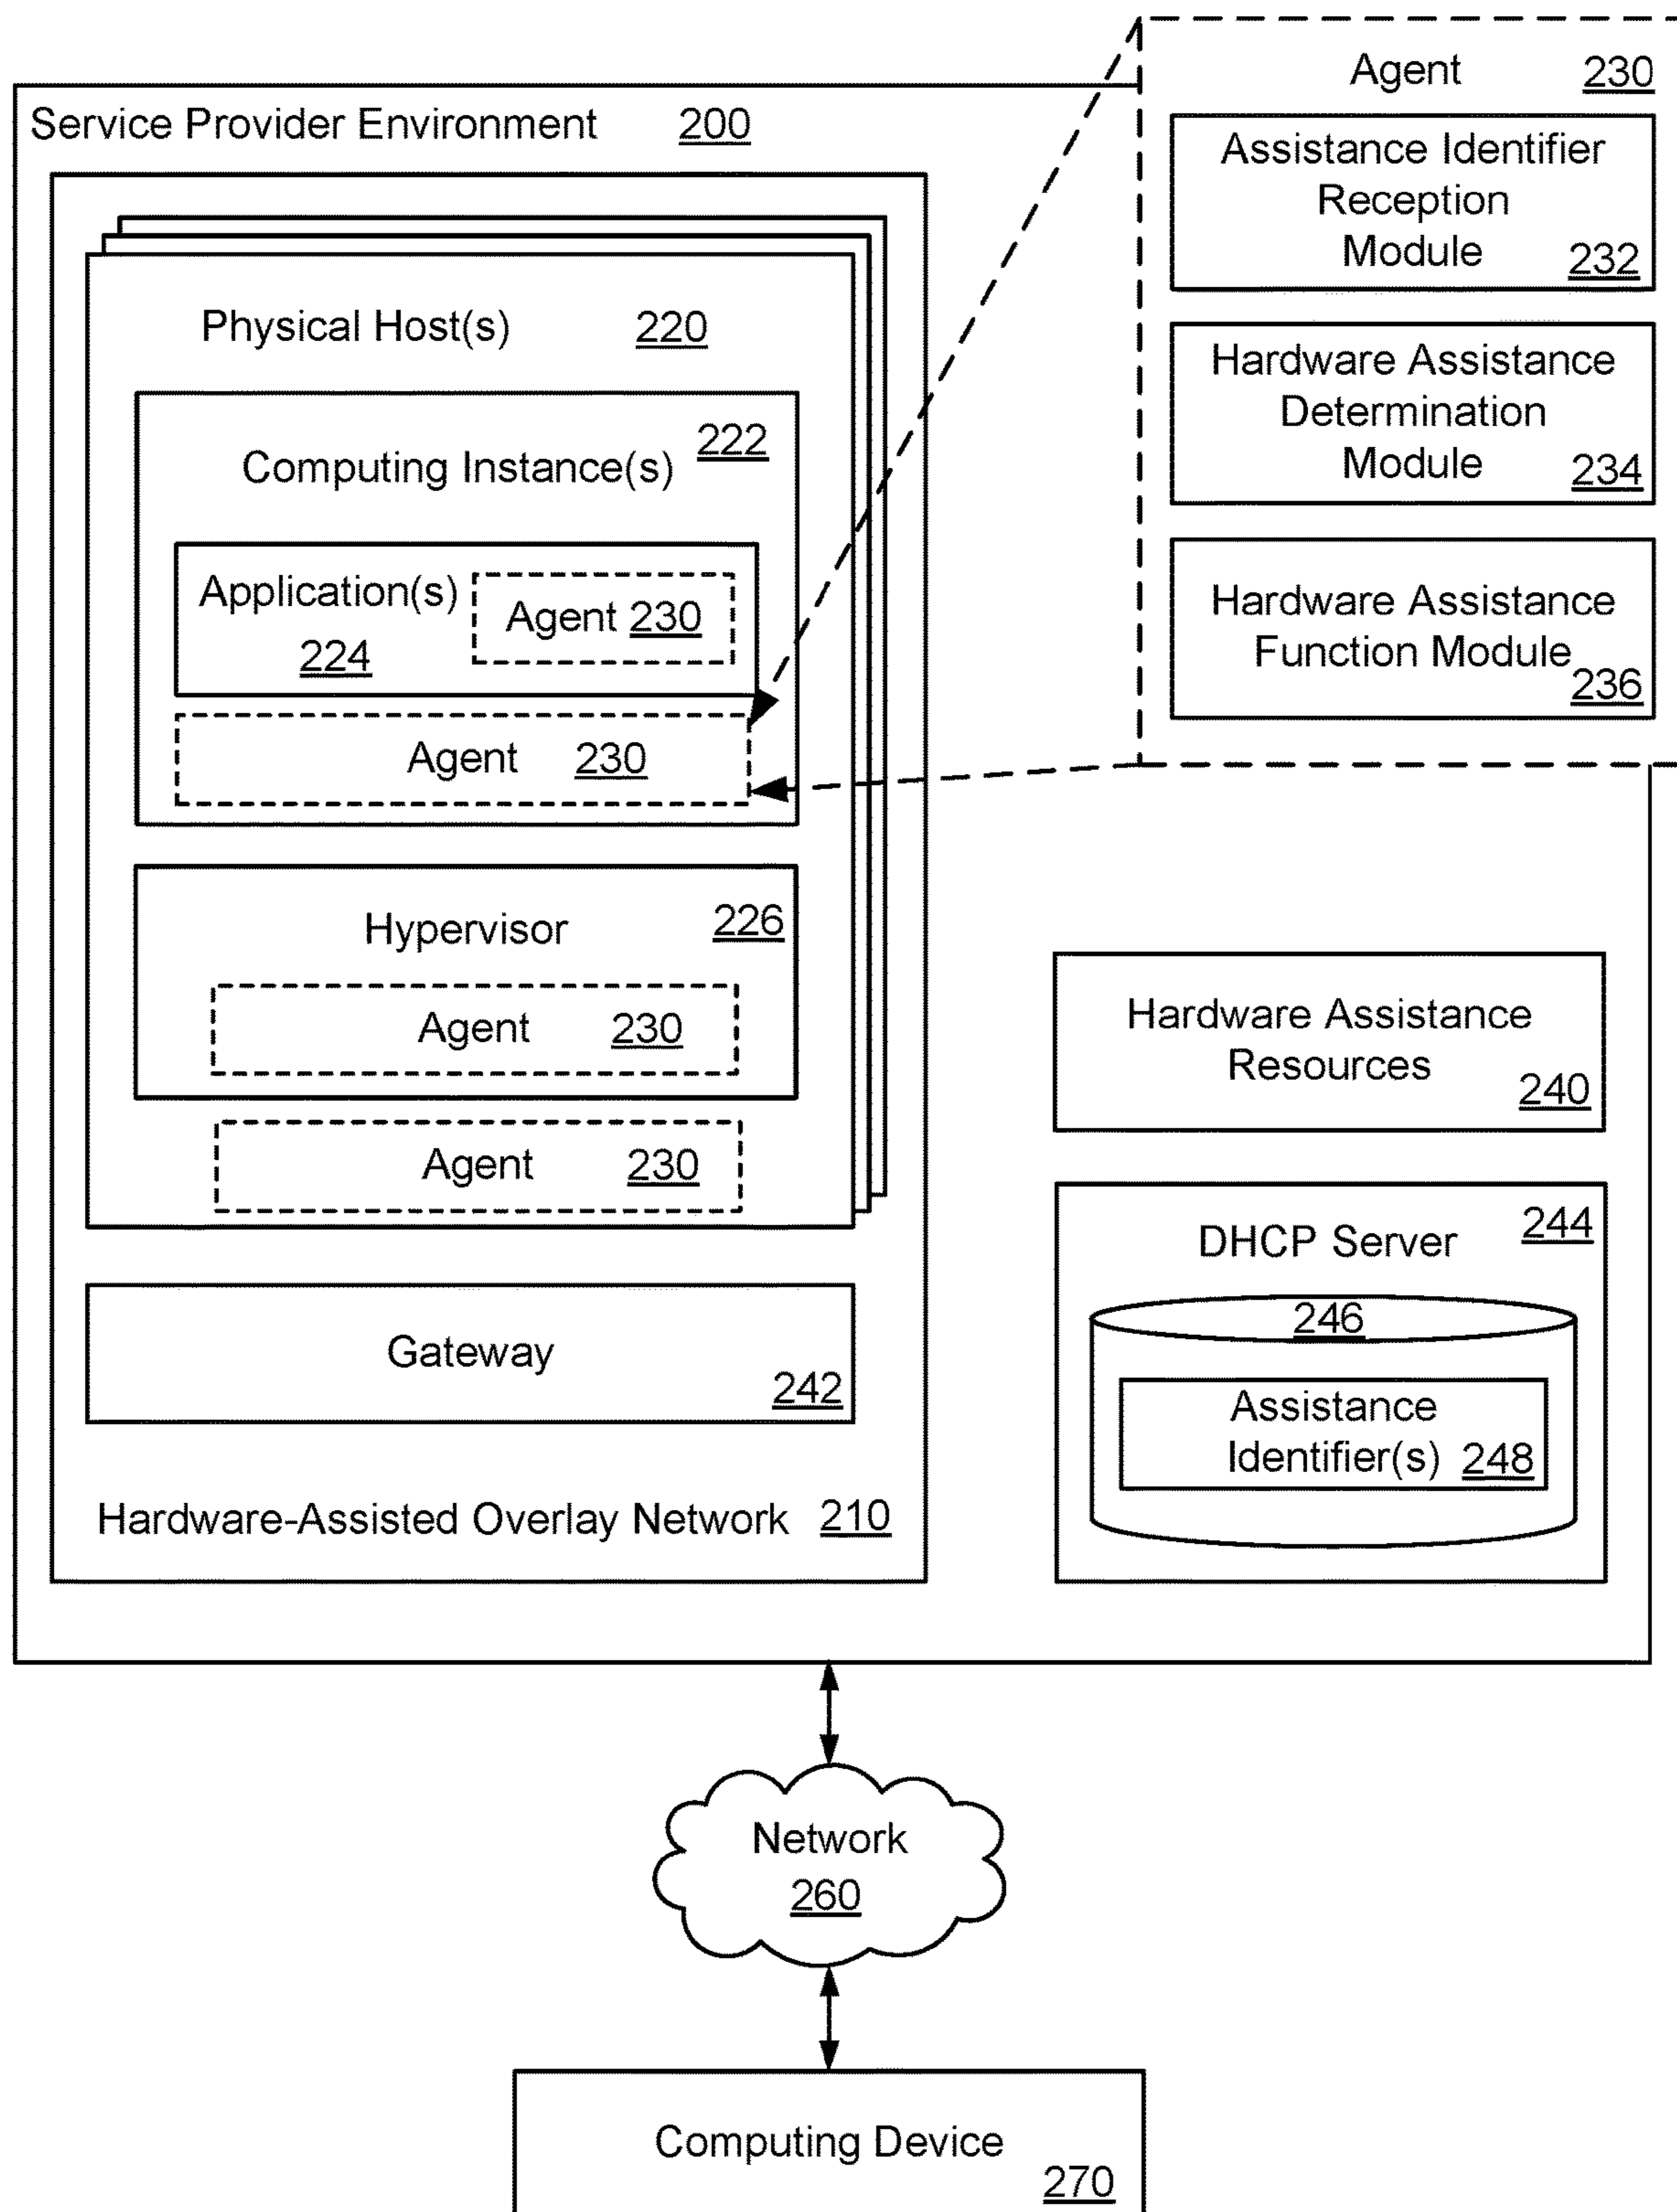 Agent 230
Service Provider Environment 200
Assistance Identifier
Reception
Module 232
Physical Host(s) 220
Hardware Assistance
Determination
Module 234
Computing Instance(s) 222
Application(s)
224
Agent 230
Hardware Assistance
Function Module
236
Agent 230
Hypervisor 226
Agent 230
Hardware Assistance
Resources
240
Agent 230
DHCP Server 244
246
Assistance
Identifier(s) 248
Gateway
242
Hardware-Assisted Overlay Network 210
Network
260
Computing Device
270